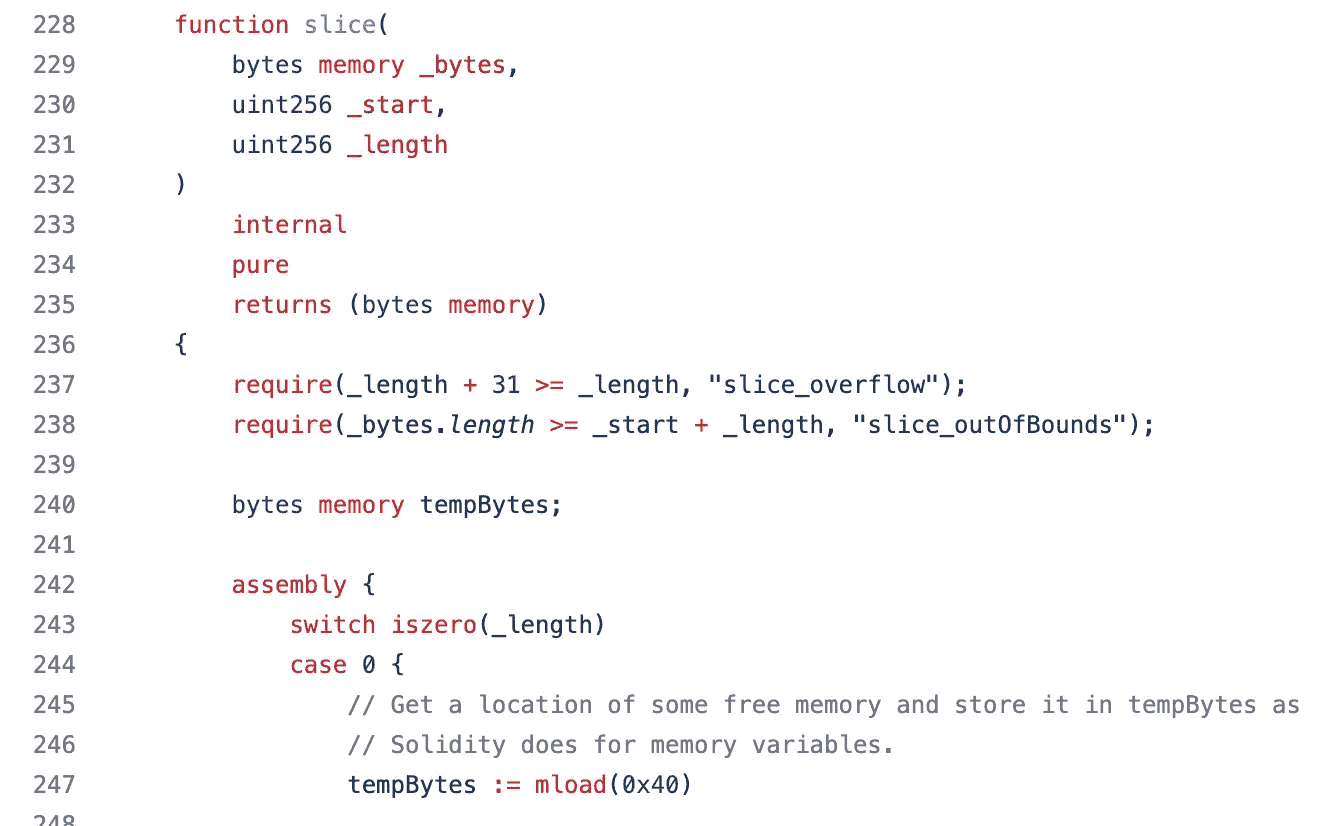 228 function slice(
229 bytes memory _bytes,
230 uint256 _start,
231 uint256 _length
232 )
233 internal
234 pure
235 returns (bytes memory)
236 {
237 require(_length + 31 >= _length, "slice_overflow");
238 require(_bytes.length >= _start + _length, "slice_outOfBounds");
239
240 bytes memory tempBytes;
241
242 assembly {
243 switch iszero(_length)
244 case 0 {
245 // Get a location of some free memory and store it in tempBytes as
246 // Solidity does for memory variables.
247 tempBytes := mload(0x40)
248